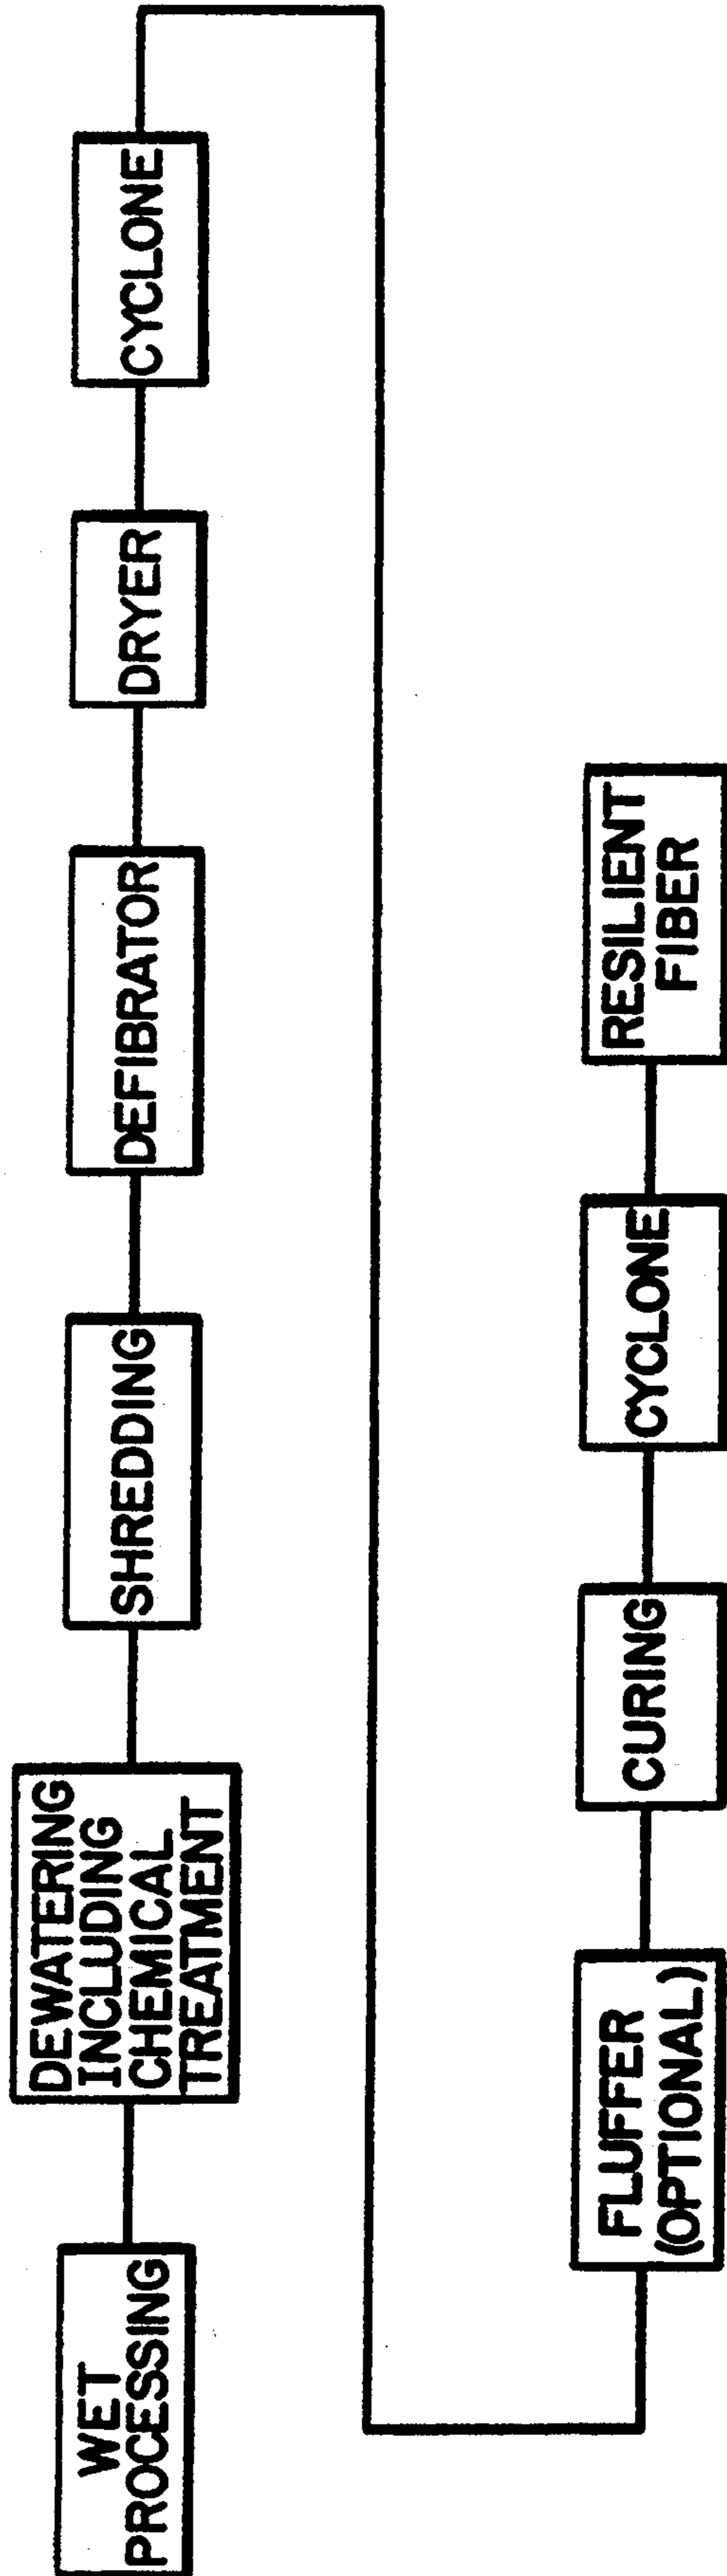 WET
PROCESSING
DEWATERING
INCLUDING
CHEMICAL
TREATMENT
SHREDDING
DEFIBRATOR
DRYER
CYCLONE
FLUFFER
(OPTIONAL)
CURING
CYCLONE
RESILIENT
FIBER